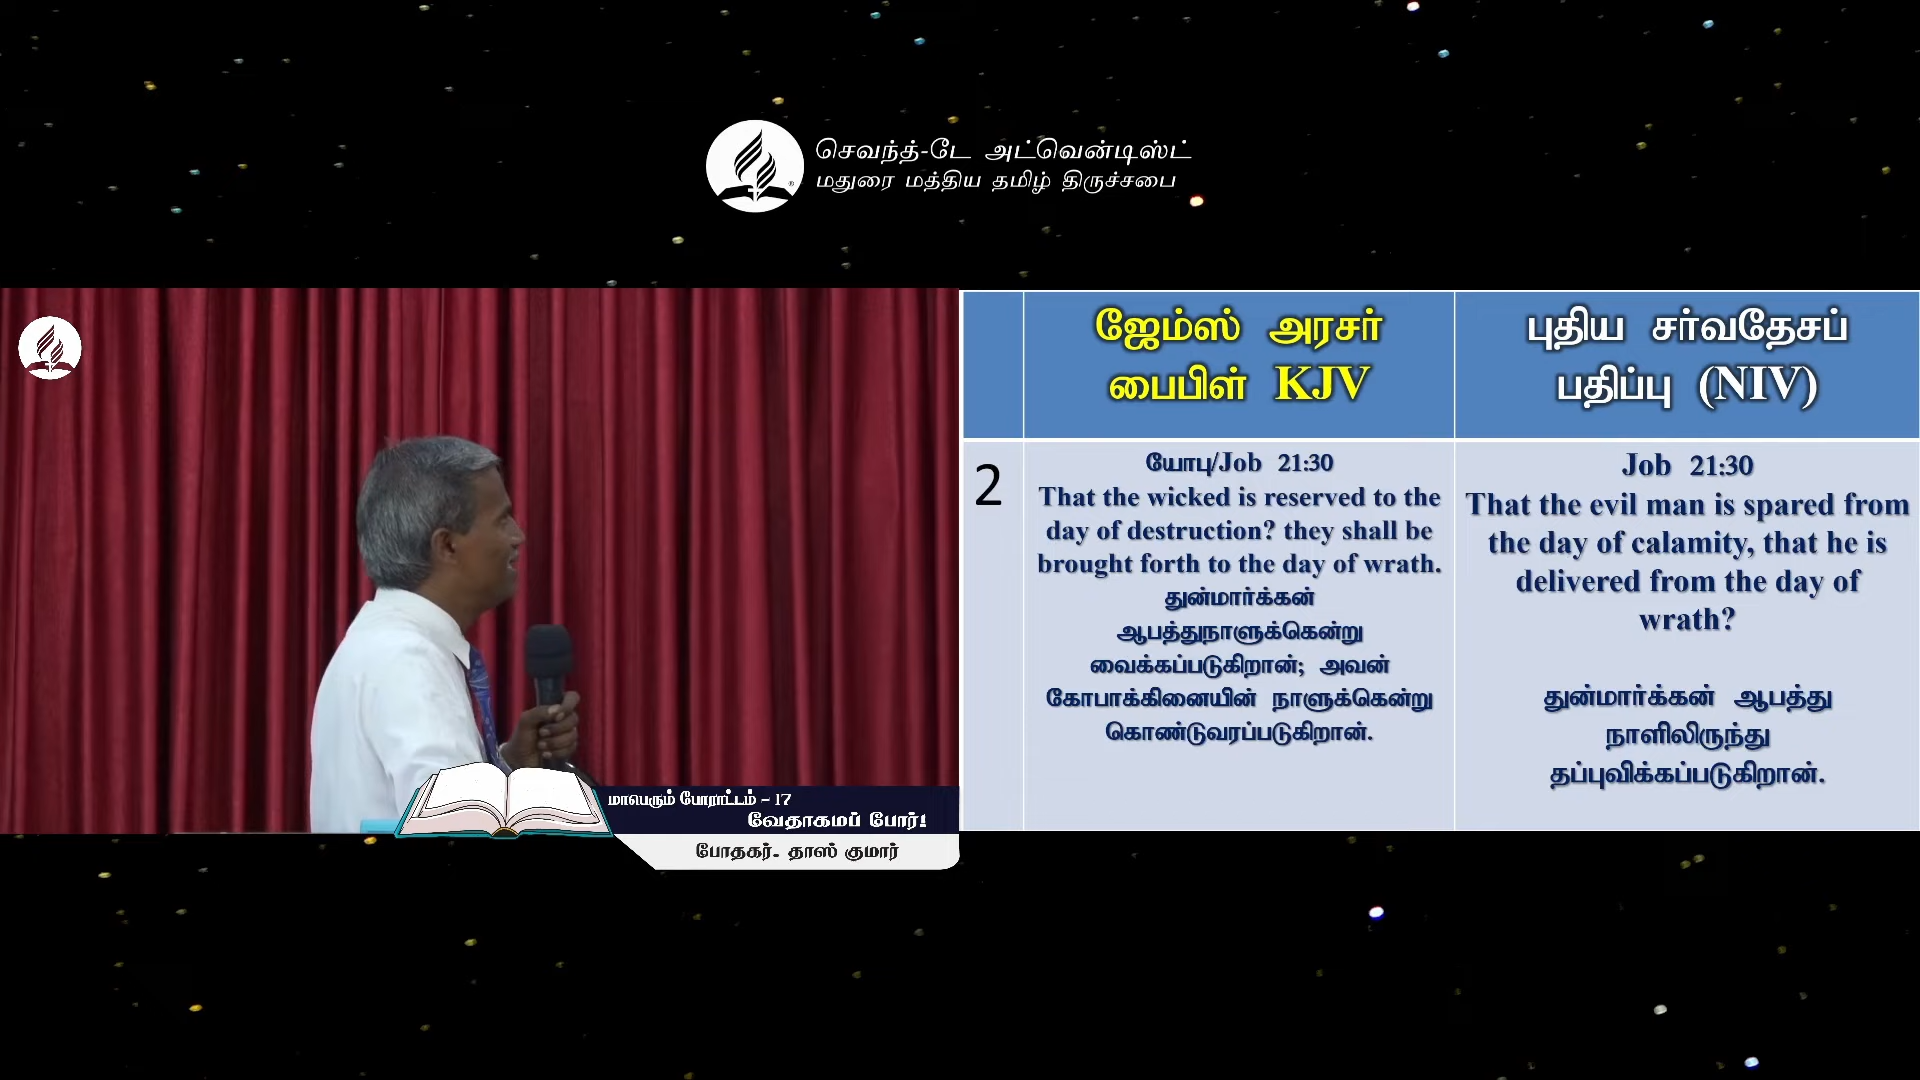 செவந்த்-டே அட்வென்டிஸ்ட்
மதுரை மத்திய தமிழ் திருச்சபை
ஜேம்ஸ் அரசர்
பைபிள் KJV
புதிய சர்வதேசப்
பதிப்பு (NIV)
2
யோபு/Job 21:30
That the wicked is reserved to the
day of destruction? they shall be
brought forth to the day of wrath.
துன்மார்க்கன்
ஆபத்துநாளுக்கென்று
வைக்கப்படுகிறான்; அவன்
கோபாக்கினையின் நாளுக்கென்று
கொண்டுவரப்படுகிறான்.
Job 21:30
That the evil man is spared from
the day of calamity, that he is
delivered from the day of
wrath?
துன்மார்க்கன் ஆபத்து
நாளிலிருந்து
தப்புவிக்கப்படுகிறான்.
மாபெரும் போராட்டம் - 17
வேதாகமப் போர்!
போதகர். தாஸ் குமார்